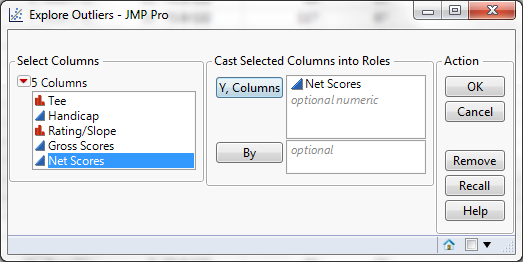 Explore Outliers - JMP Pro
Select Columns
5 Columns
Tee
Handicap
Rating/Slope
Gross Scores
Net Scores
Cast Selected Columns into Roles
Y, Columns
Net Scores
optional numeric
By
optional
Action
OK
Cancel
Remove
Recall
Help